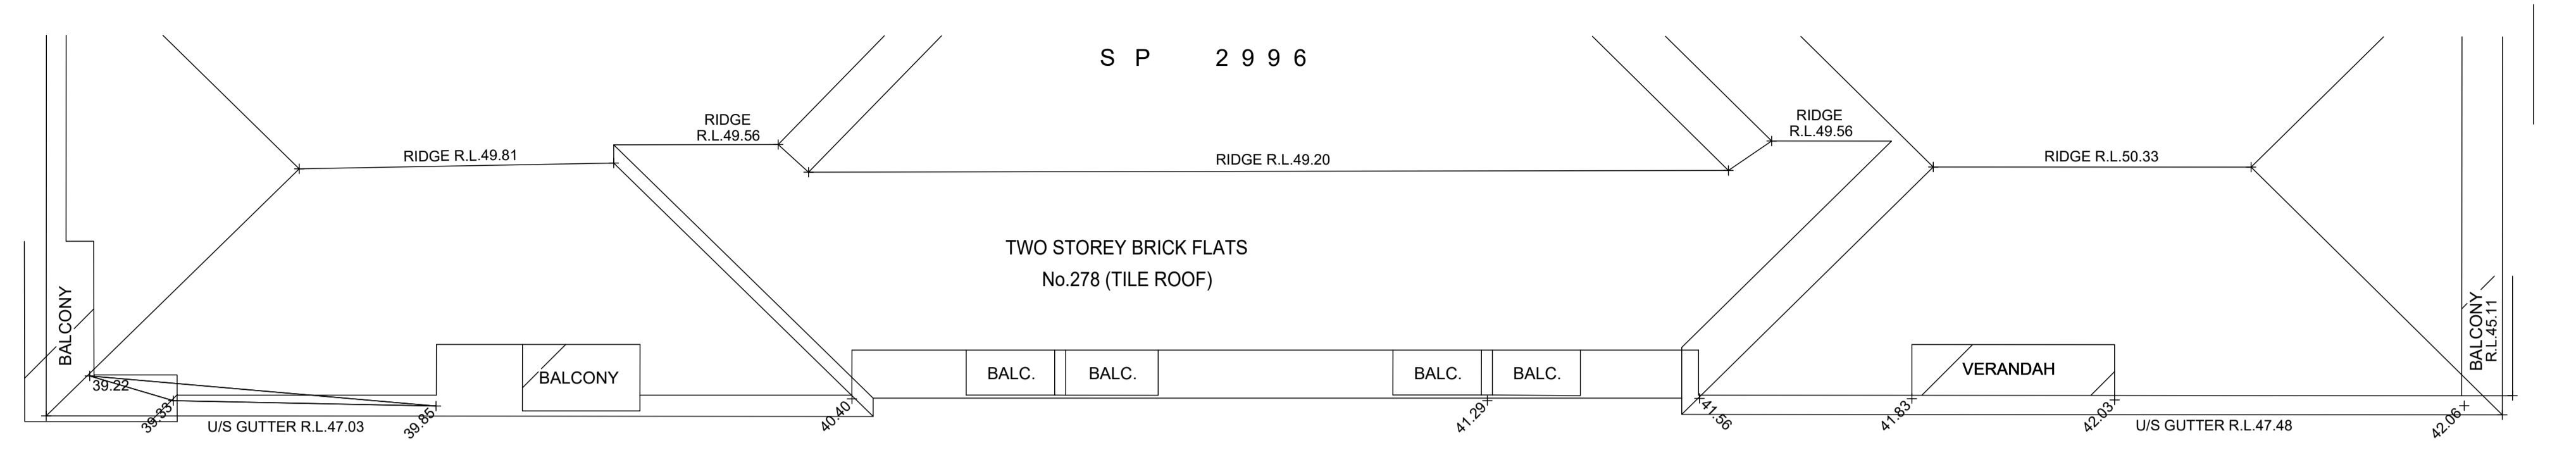 S P 2 9 9 6
RIDGE
R.L.49.56
RIDGE
R.L.49.56
RIDGE R.L.49.81
RIDGE R.L.49.20
RIDGE R.L.50.33
TWO STOREY BRICK FLATS
No.278 (TILE ROOF)
BALCONY
BALCONY
R.L.45.11
BALCONY
BALC.
BALC.
BALC.
BALC.
VERANDAH
39.22
39.33
39.85
40.40
41.29
41.56
41.83
42.03
42.06
U/S GUTTER R.L.47.03
U/S GUTTER R.L.47.48